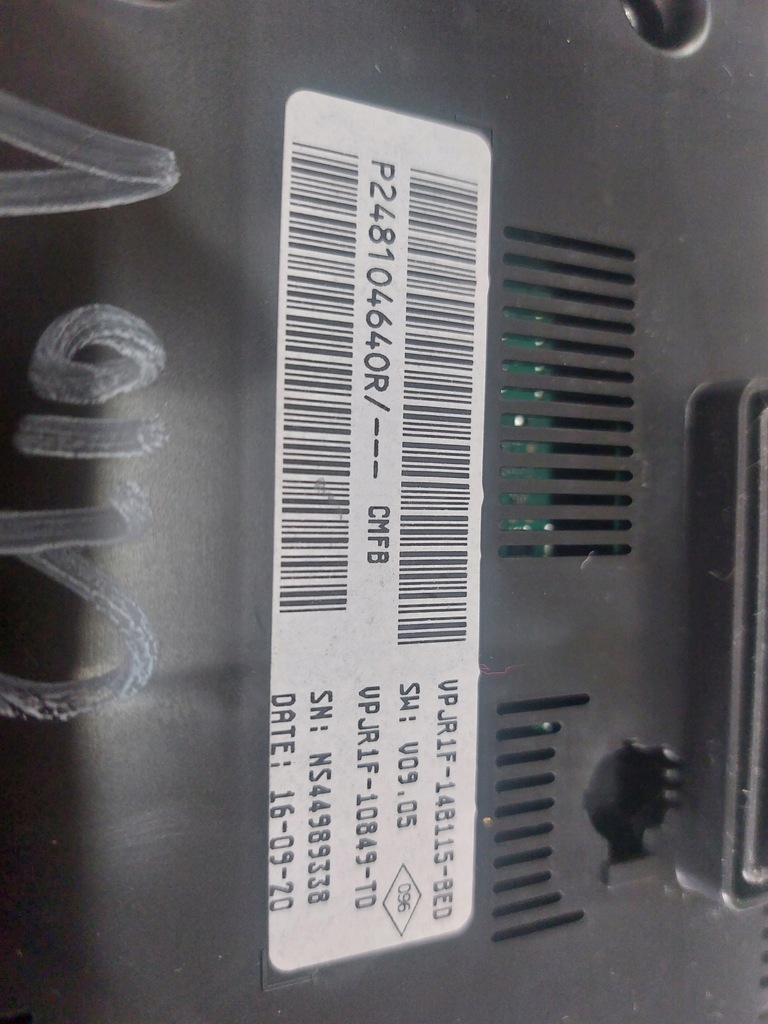 P248104640R/--- CMFB
VPJR1F-14B115-BED
SW: V09.05
096
VPJR1F-10849-TD
SN: NS44989338
DATE: 16-09-20